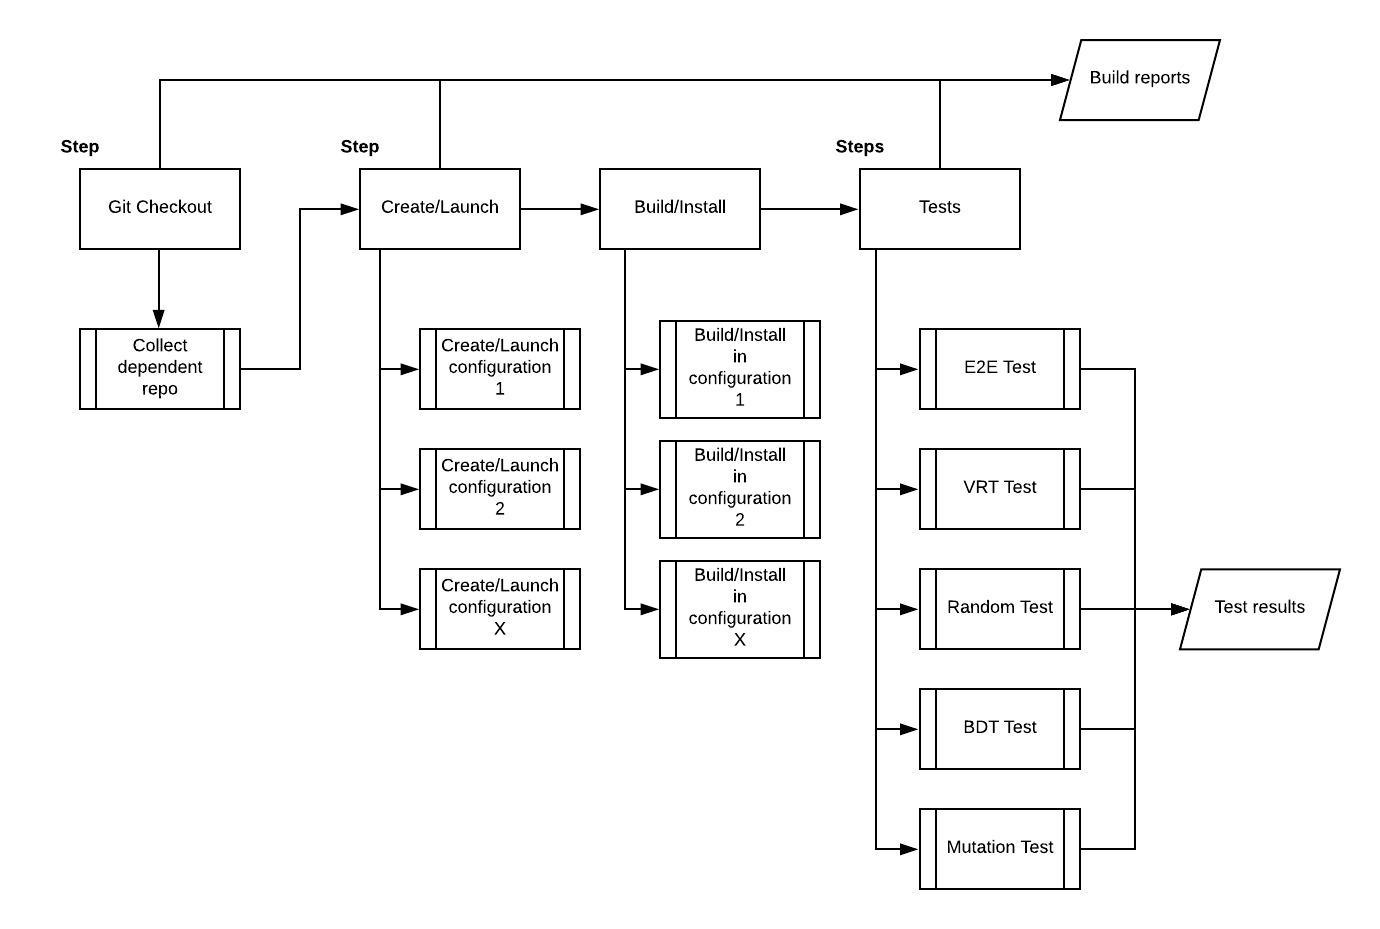 Build reports
Step
Step
Steps
Git Checkout
Create/Launch
Build/Install
Tests
Collect
dependent
repo
Create/Launch
configuration
1
Build/Install
in
configuration
1
E2E Test
Create/Launch
configuration
2
Build/Install
in
configuration
2
VRT Test
Create/Launch
configuration
X
Build/Install
in
configuration
X
Random Test
Test results
BDT Test
Mutation Test